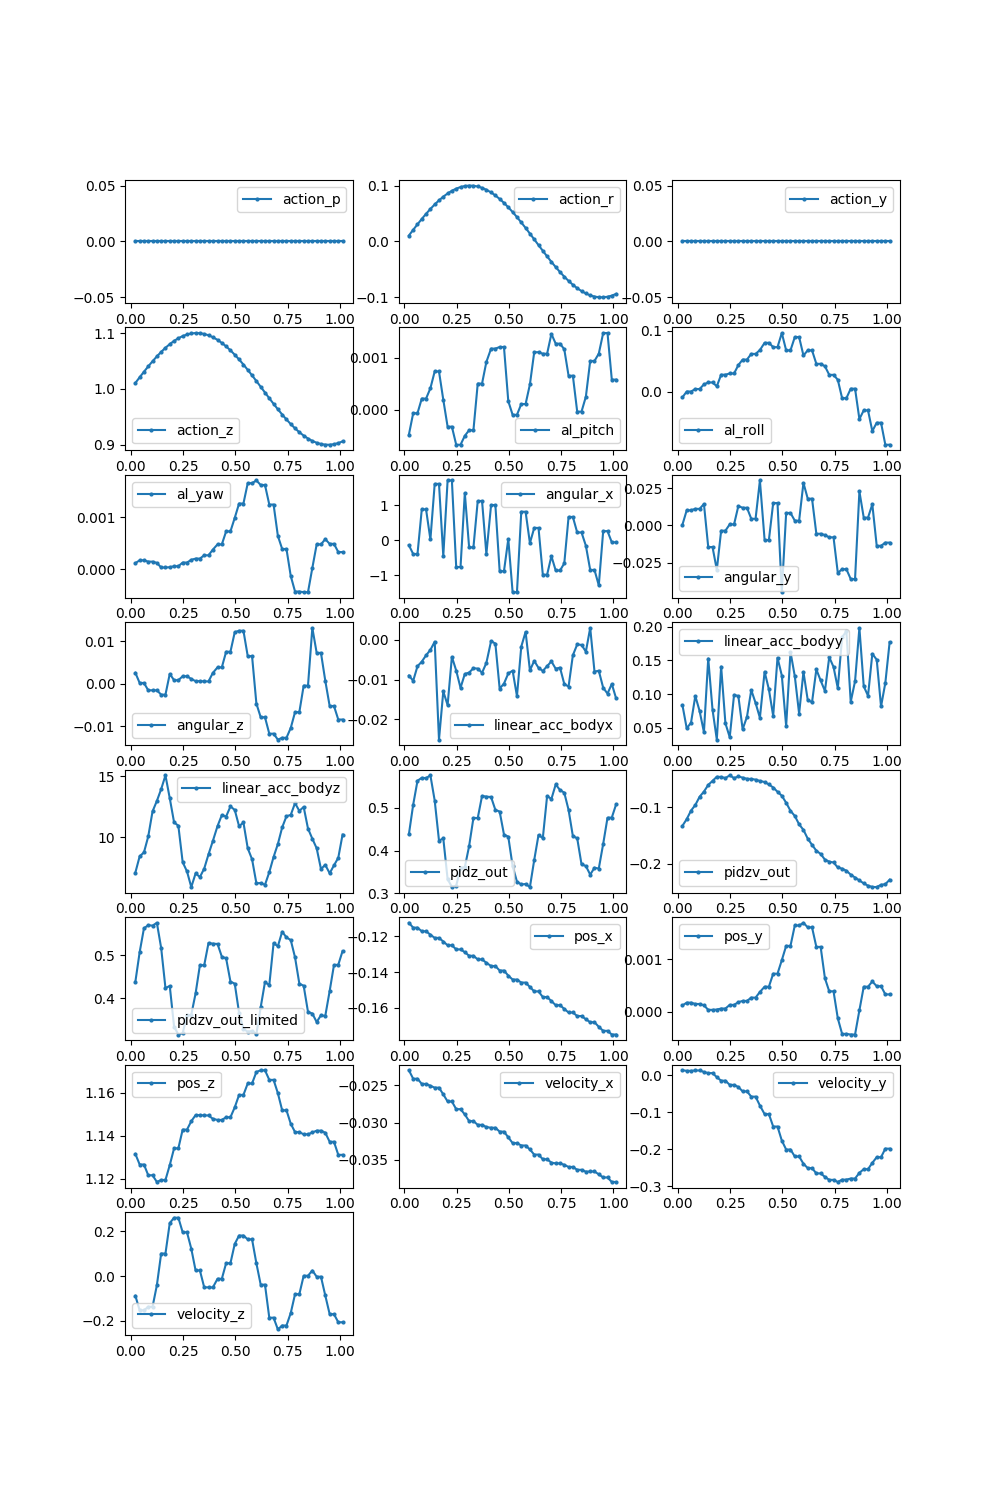 0.05
0.00
−0.05
action_p
0.00 0.25 0.50 0.75 1.00
0.1
0.0
−0.1
action_r
0.00 0.25 0.50 0.75 1.00
0.05
0.00
−0.05
action_y
0.00 0.25 0.50 0.75 1.00
1.1
1.0
0.9
action_z
0.00 0.25 0.50 0.75 1.00
0.001
0.000
al_pitch
0.00 0.25 0.50 0.75 1.00
0.1
0.0
al_roll
0.00 0.25 0.50 0.75 1.00
0.001
0.000
al_yaw
0.00 0.25 0.50 0.75 1.00
1
0
−1
angular_x
0.00 0.25 0.50 0.75 1.00
0.025
0.000
−0.025
angular_y
0.00 0.25 0.50 0.75 1.00
0.01
0.00
−0.01
angular_z
0.00 0.25 0.50 0.75 1.00
0.00
−0.01
−0.02
linear_acc_bodyx
0.00 0.25 0.50 0.75 1.00
0.20
0.15
0.10
0.05
linear_acc_bodyy
0.00 0.25 0.50 0.75 1.00
15
10
linear_acc_bodyz
0.00 0.25 0.50 0.75 1.00
0.5
0.4
0.3
pidz_out
0.00 0.25 0.50 0.75 1.00
−0.1
−0.2
pidzv_out
0.00 0.25 0.50 0.75 1.00
0.5
0.4
pidzv_out_limited
0.00 0.25 0.50 0.75 1.00
−0.12
−0.14
−0.16
pos_x
0.00 0.25 0.50 0.75 1.00
0.001
0.000
pos_y
0.00 0.25 0.50 0.75 1.00
1.16
1.14
1.12
pos_z
0.00 0.25 0.50 0.75 1.00
−0.025
−0.030
−0.035
velocity_x
0.00 0.25 0.50 0.75 1.00
0.0
−0.1
−0.2
−0.3
velocity_y
0.00 0.25 0.50 0.75 1.00
0.2
0.0
−0.2
velocity_z
0.00 0.25 0.50 0.75 1.00